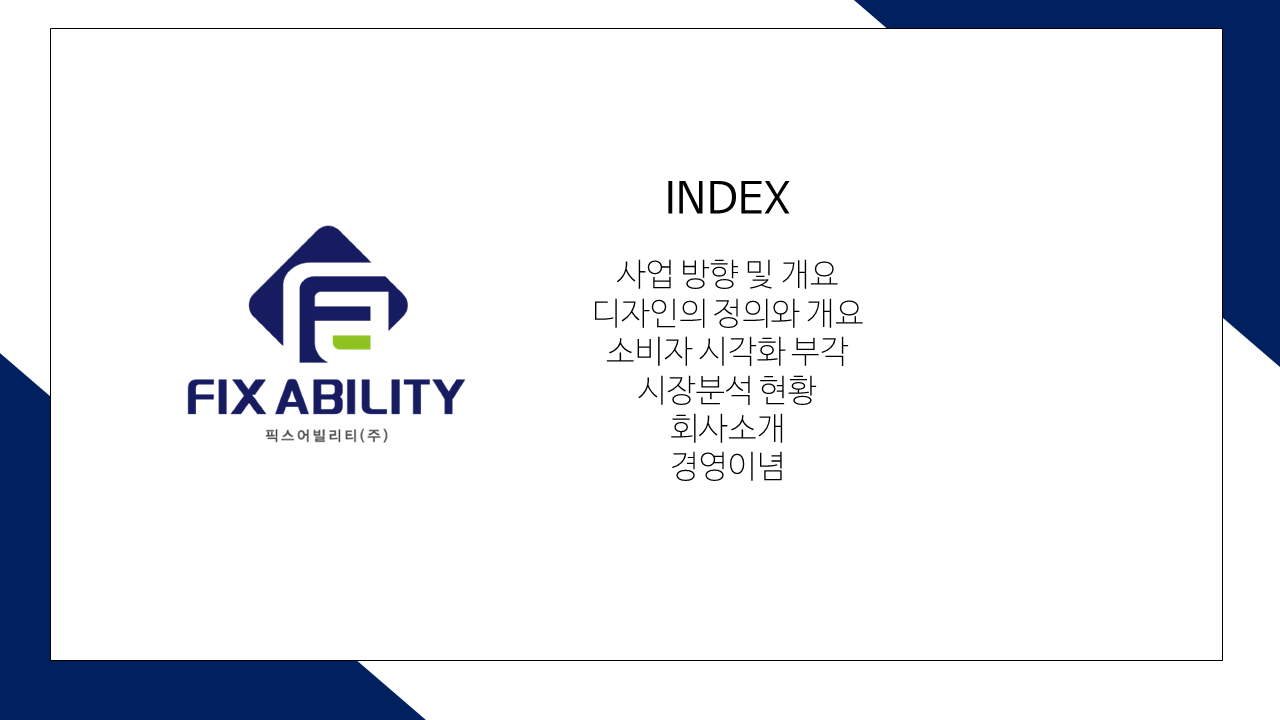 INDEX
사업 방향 및 개요
디자인의 정의와 개요
소비자 시각화 부각
시장분석 현황
회사소개
경영이념
FIX ABILITY
픽스어빌리티(주)